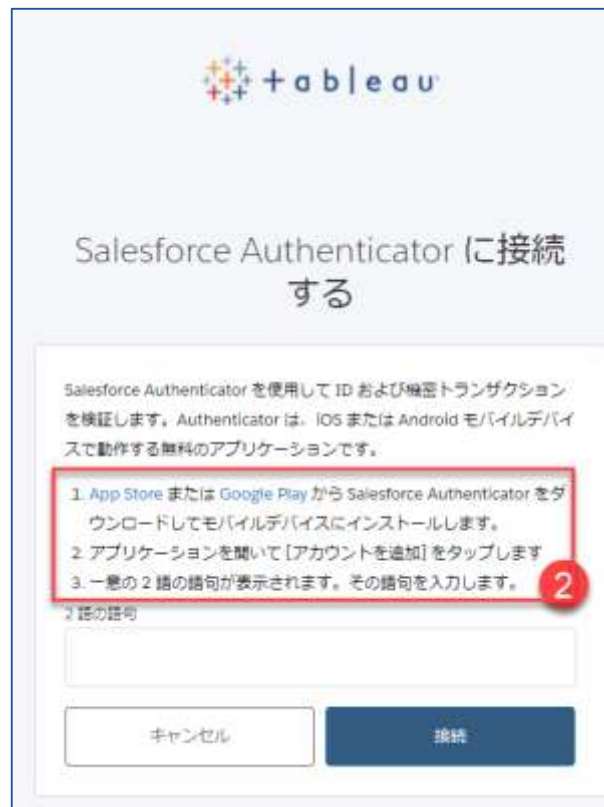 +ableau
Salesforce Authenticator に接続
する
Salesforce Authenticator を使用して ID および機密トランザクション
を検証します。Authenticator は、iOS または Android モバイルデバイ
スで動作する無料のアプリケーションです。
1. App Store または Google Play から Salesforce Authenticator をダ
ウンロードしてモバイルデバイスにインストールします。
2. アプリケーションを開いて [アカウントを追加] をタップします
3. 一意の 2 語の語句が表示されます。その語句を入力します。
2
2 語の語句
キャンセル
接続